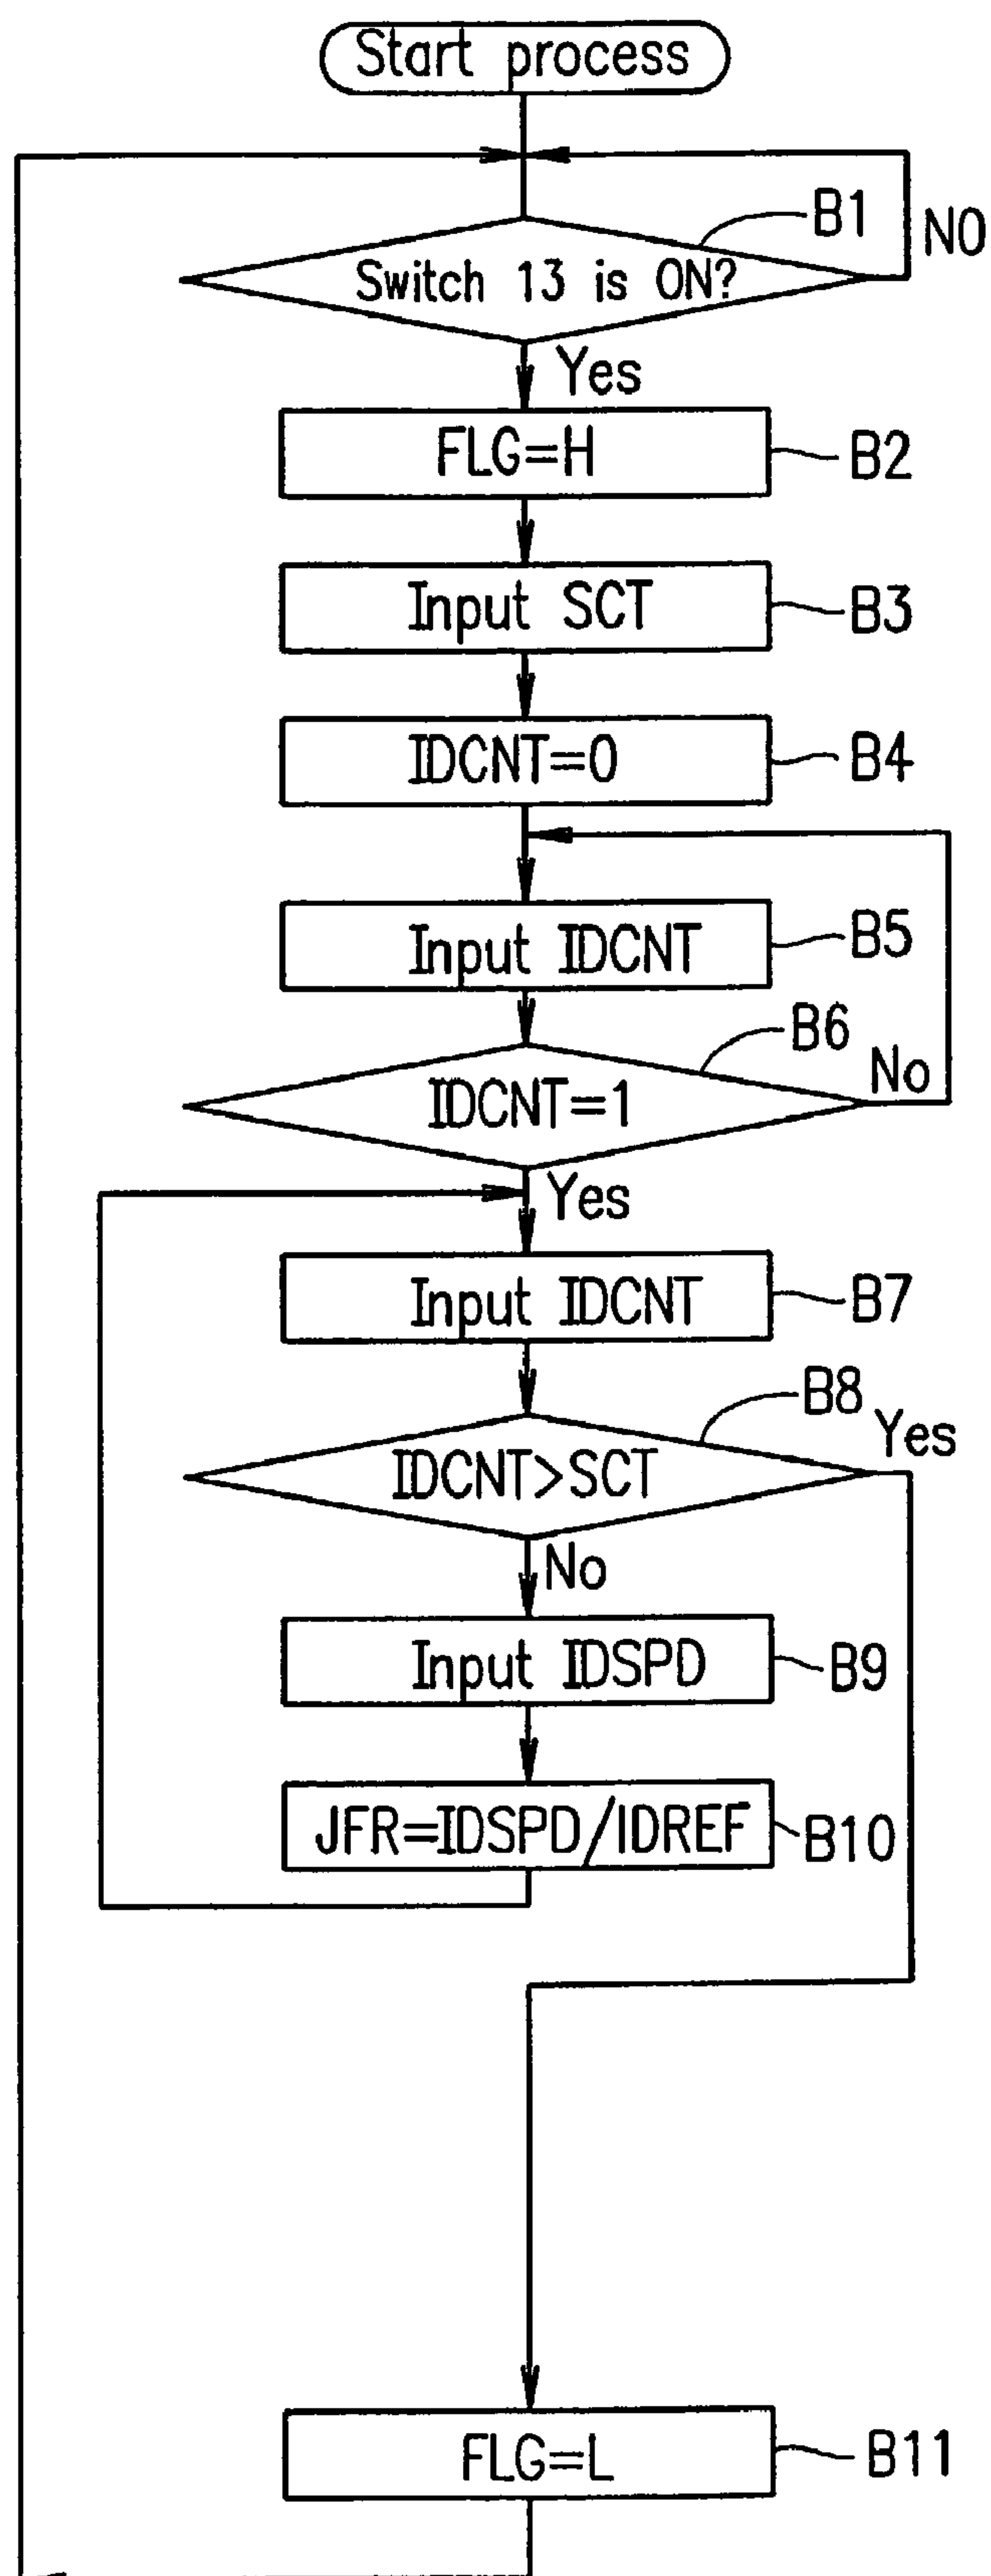 Start process
B1
NO
Switch 13 is ON?
Yes
FLG=H
B2
Input SCT
B3
IDCNT=0
B4
Input IDCNT
B5
B6
No
IDCNT=1
Yes
Input IDCNT
B7
B8
Yes
IDCNT>SCT
No
Input IDSPD
B9
JFR=IDSPD/IDREF
B10
FLG=L
B11